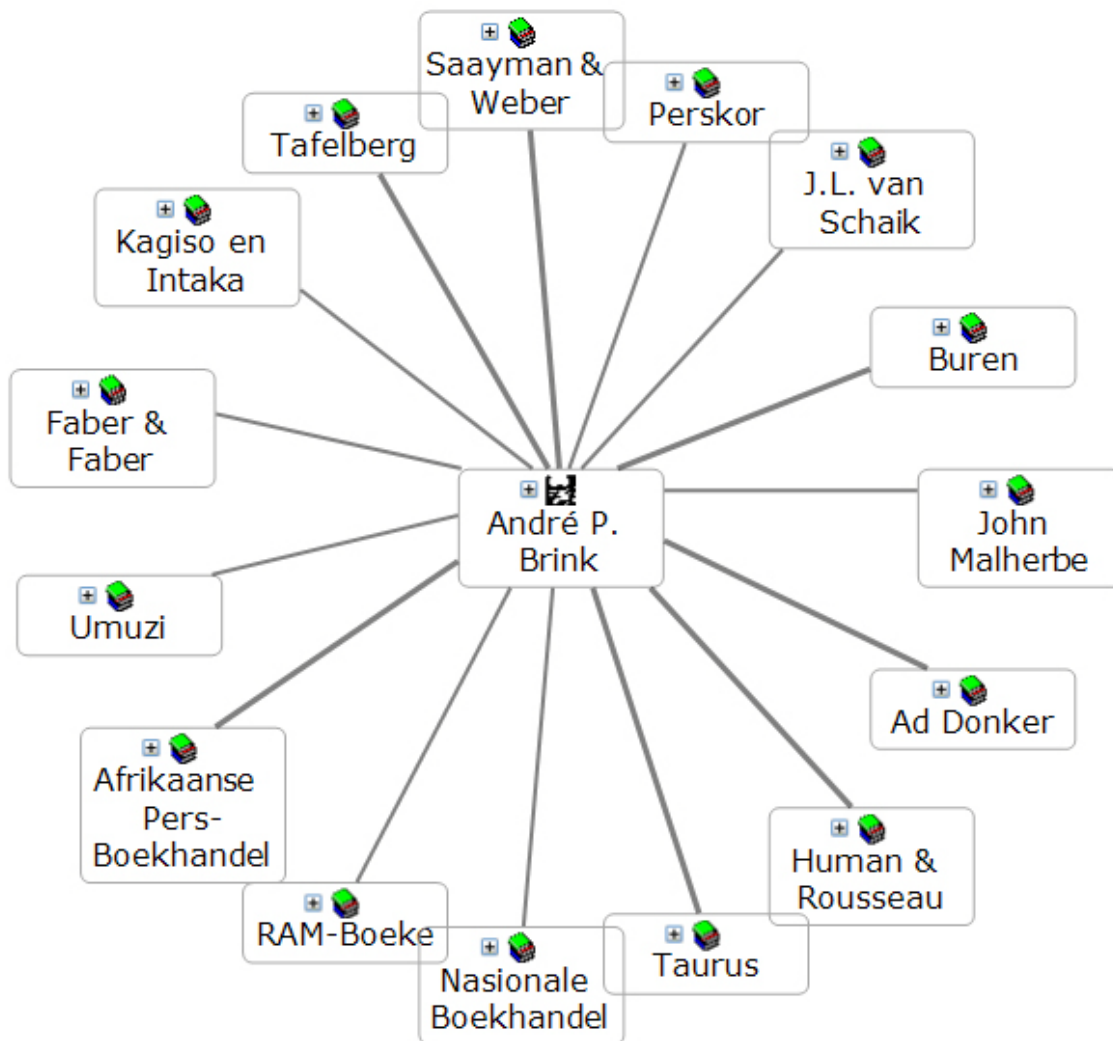 Saayman &
Weber
Perskor
Tafelberg
J.L. van
Schaik
Kagiso en
Intaka
Buren
Faber &
Faber
André P.
Brink
John
Malherbe
Umuzi
Ad Donker
Afrikaanse
Pers-
Boekhandel
Human &
Rousseau
RAM-Boeke
Nasionale
Boekhandel
Taurus